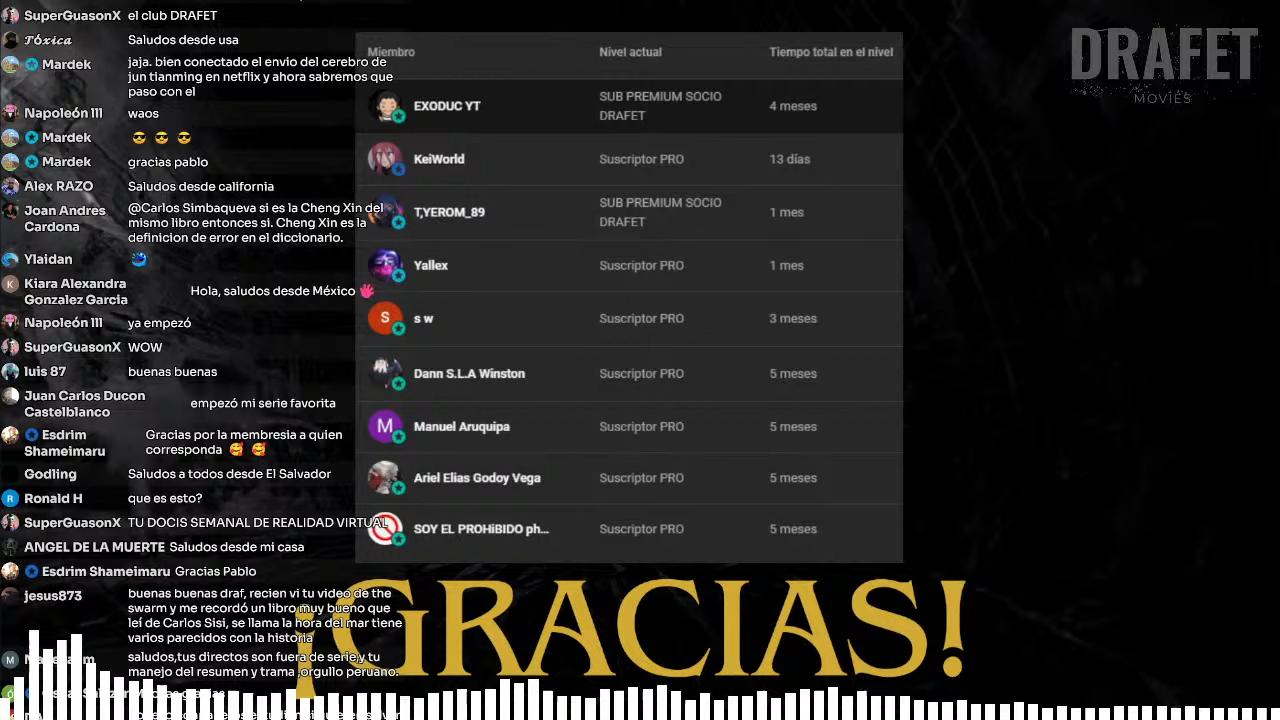 SuperGuasonX el club DRAFET
Tóxica Saludos desde usa
Mardek jaja. bien conectado el envio del cerebro de
jun tianming en netflix y ahora sabremos que
paso con el
Napoleón lll waos
Mardek 😎 😎 😎
Mardek gracias pablo
Alex RAZO Saludos desde california
Joan Andres
Cardona
@Carlos Simbaqueva si es la Cheng Xin del
mismo libro entonces si. Cheng Xin es la
definicion de error en el diccionario.
Ylaidan
Kiara Alexandra
Gonzalez Garcia
Hola, saludos desde México
Napoleón lll ya empezó
SuperGuasonX WOW
luis 87 buenas buenas
Juan Carlos Ducon
Castelblanco
empezó mi serie favorita
Esdrim
Shameimaru
Gracias por la membresia a quien
corresponda 🥰 🥰
Godling Saludos a todos desde El Salvador
R Ronald H que es esto?
SuperGuasonX TU DOCIS SEMANAL DE REALIDAD VIRTUAL
ANGEL DE LA MUERTE Saludos desde mi casa
Esdrim Shameimaru Gracias Pablo
jesus873 buenas buenas draf, recien vi tu video de the
swarm y me recordó un libro muy bueno que
leí de Carlos Sisi, se llama la hora del mar tiene
varios parecidos con la historia
M
saludos,tus directos son fuera de serie,y tu
manejo del resumen y trama ,orgullo peruano.
Miembro Nivel actual Tiempo total en el nivel
EXODUC YT SUB PREMIUM SOCIO
DRAFET 4 meses
KeiWorld Suscriptor PRO 13 días
T,YEROM_89 SUB PREMIUM SOCIO
DRAFET 1 mes
Yallex Suscriptor PRO 1 mes
S s w Suscriptor PRO 3 meses
Dann S.L.A Winston Suscriptor PRO 5 meses
M Manuel Aruquipa Suscriptor PRO 5 meses
Ariel Elias Godoy Vega Suscriptor PRO 5 meses
SOY EL PROHiBIDO ph... Suscriptor PRO 5 meses
¡GRACIAS!
DRAFET
MOVIES